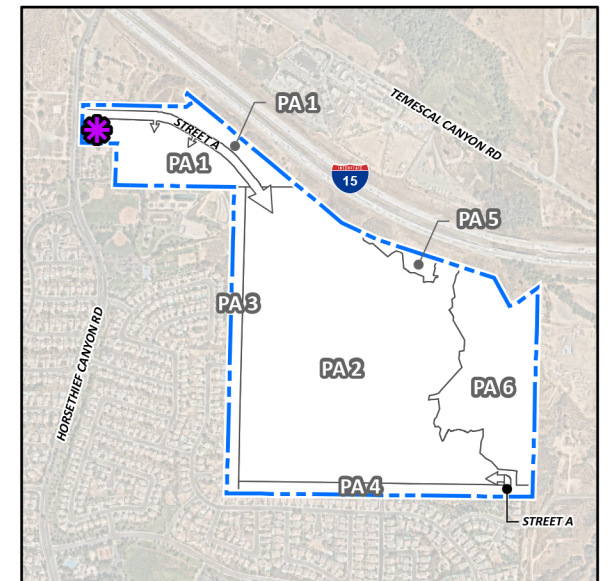 PA 1
TEMESCAL CANYON RD
STREET A
PA 1
INTERSTATE
15
PA 5
PA 3
HORSETHIEF CANYON RD
PA 2
PA 6
PA 4
STREET A